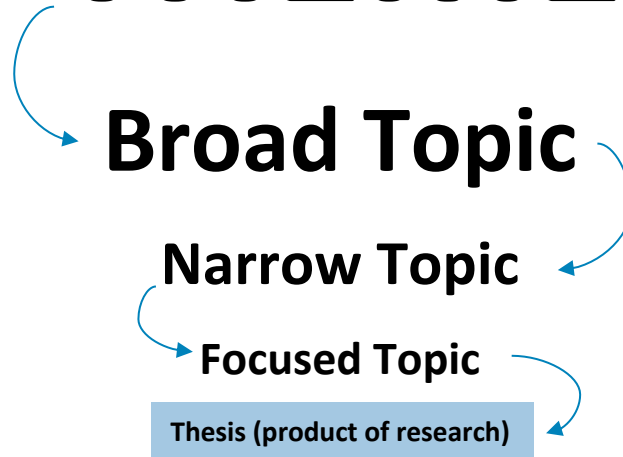 Broad Topic
Narrow Topic
Focused Topic
Thesis (product of research)